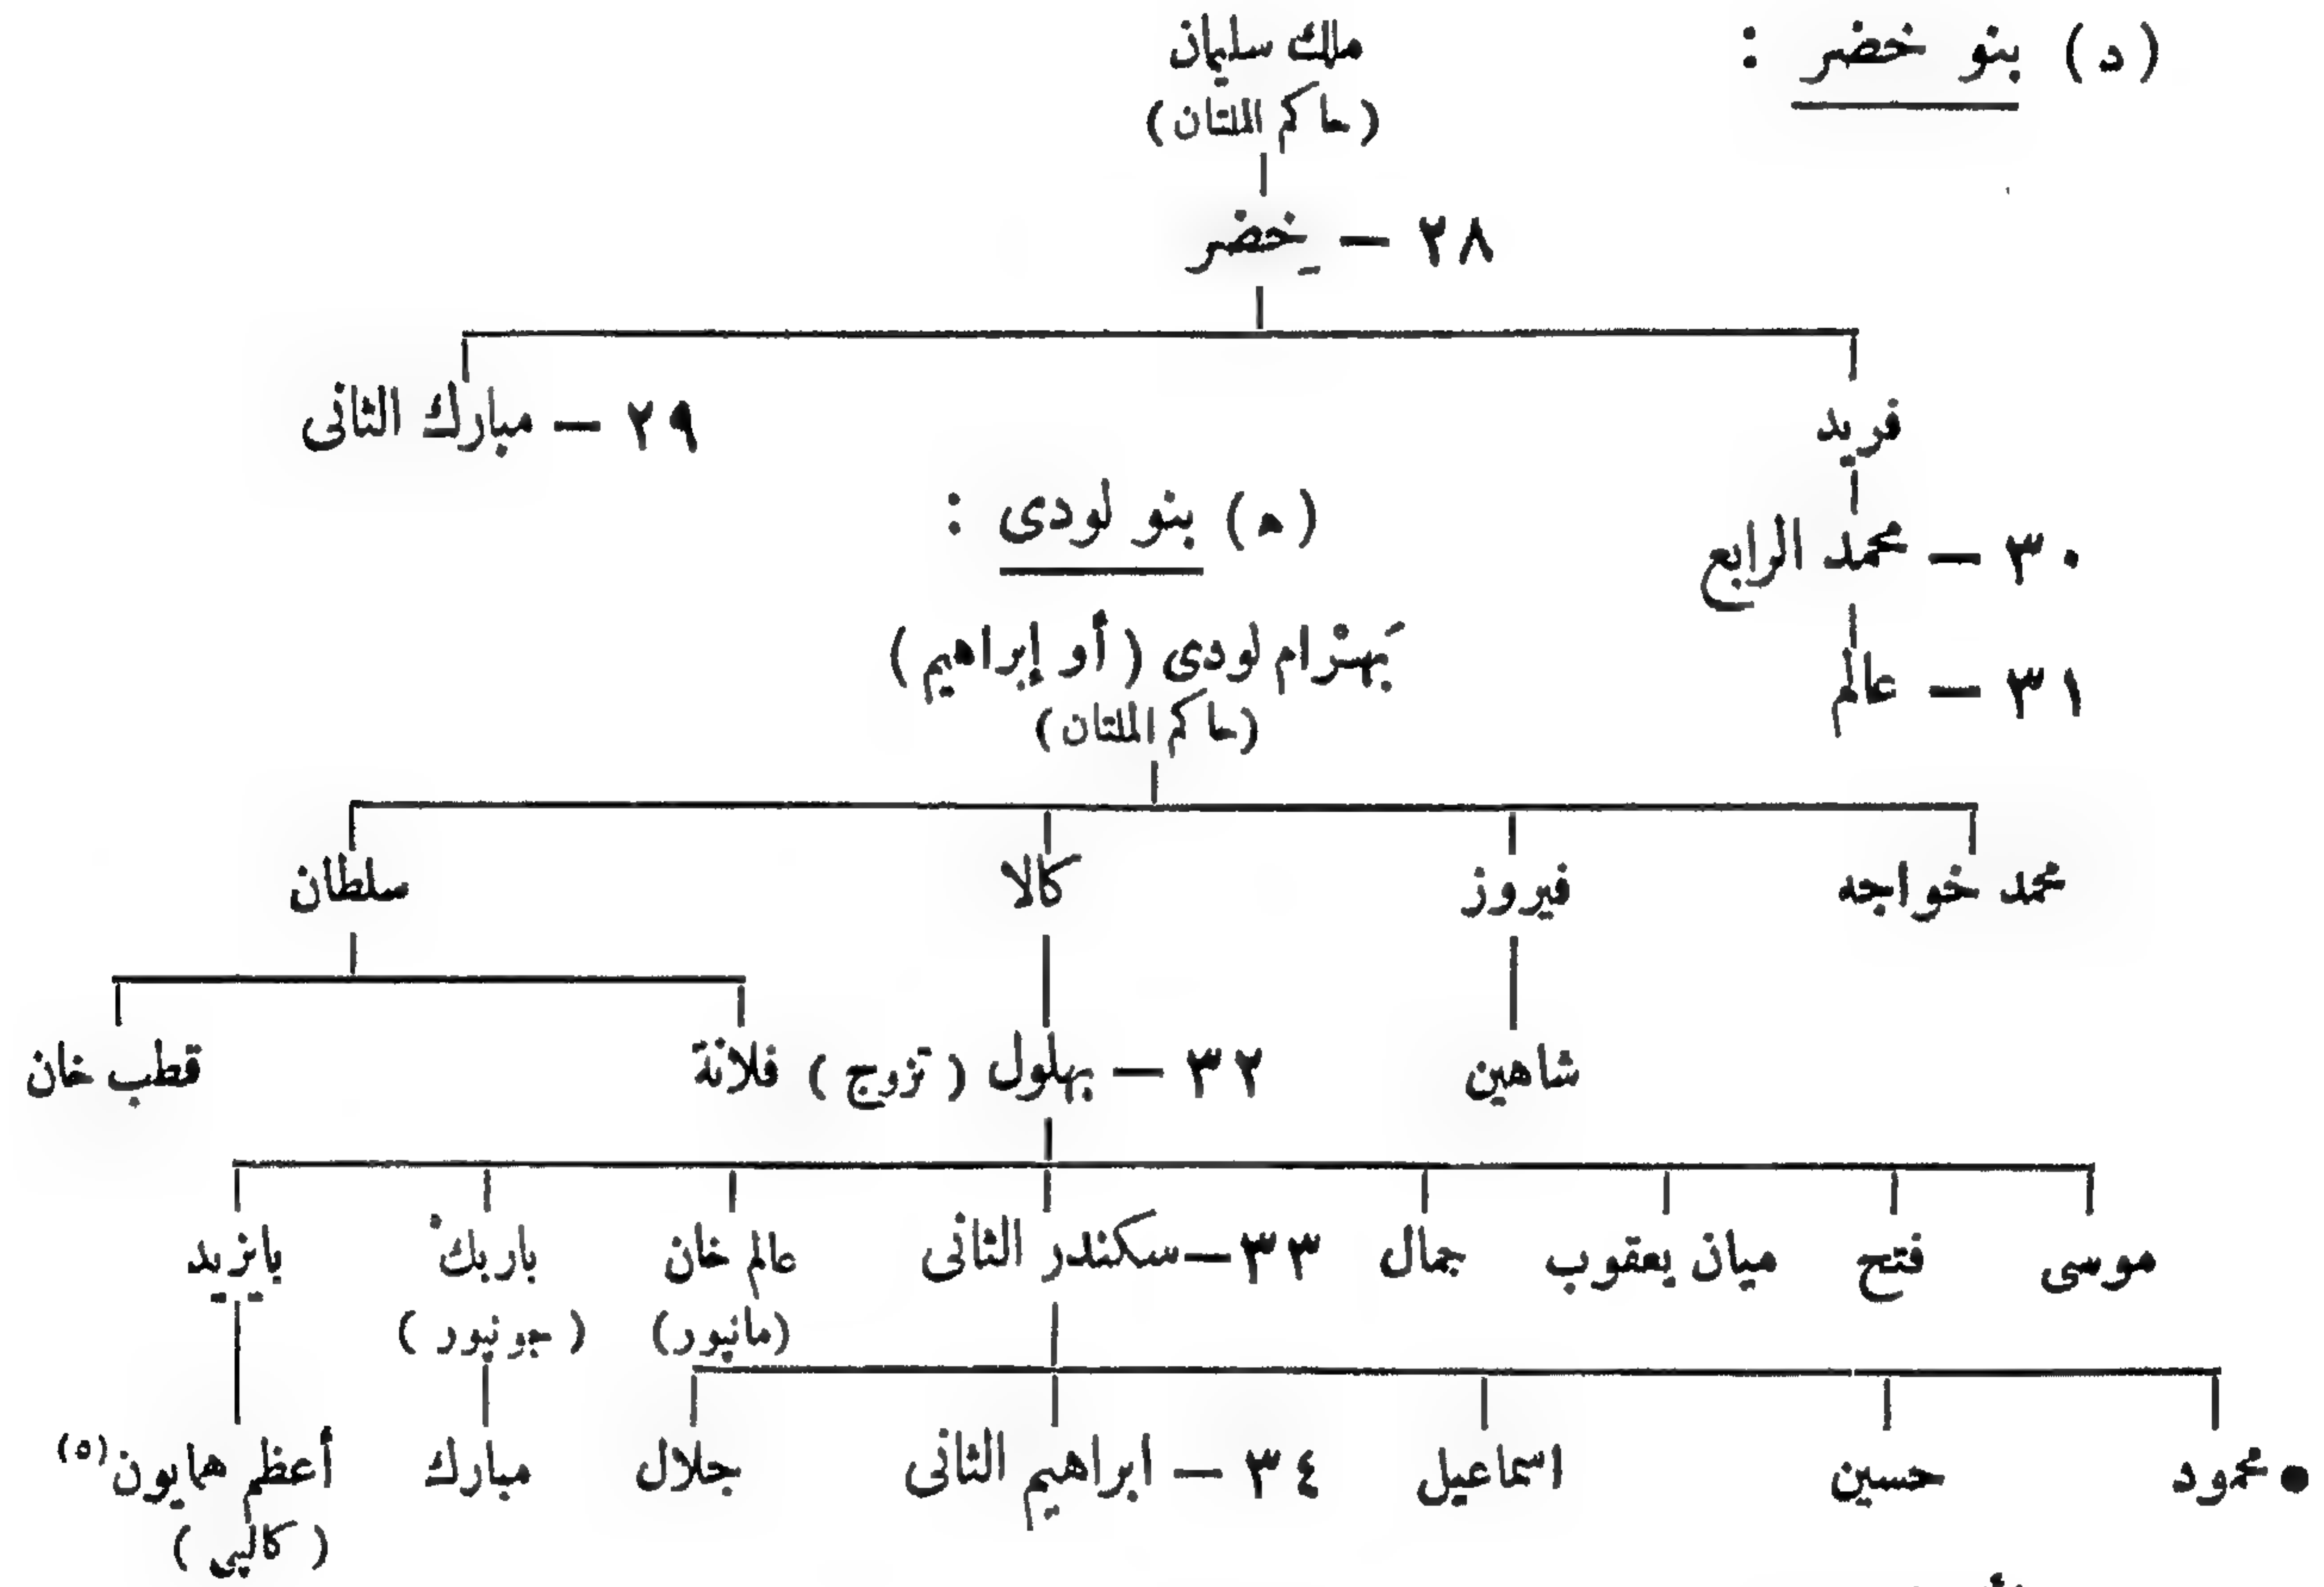 (د) بنو خضر :
ملك سليمان
(حاكم الملتان)
٢٨ – خِضر
فريد
٢٩ – مبارك الثانى
٣٠ – محمد الرابع
٣١ – عالم
(ه) بنو لودى :
بَهْرام لودى (أو إبراهيم)
(حاكم الملتان)
محمد خواجه
فيروز
كالا
سلطان
شاهين
٣٢ – بهلول (تزوج) فلانة
قطب خان
موسى
فتح
ميان يعقوب
جمال
٣٣ – سكندر الثانى
عالم خان
(مانپور)
باربك
(جونپور)
بايزيد
● محمود
حسين
اسماعيل
٣٤ – ابراهيم الثانى
جلال
مبارك
أعظم همايون (٥)
(كالپى)